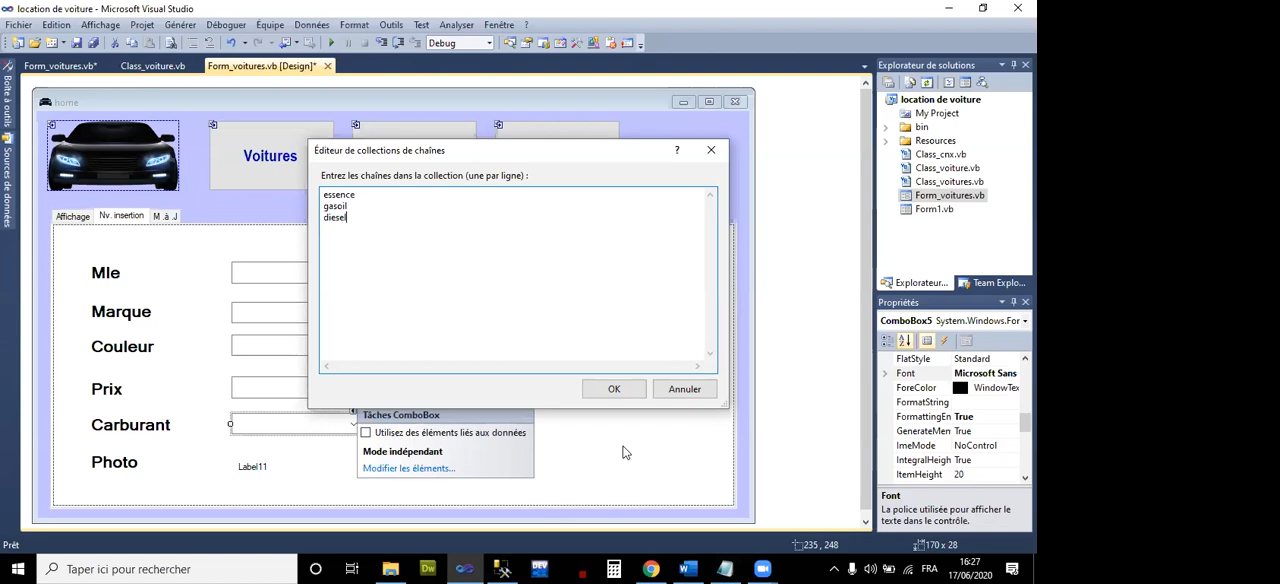 location de voiture - Microsoft Visual Studio
Fichier Edition Affichage Projet Générer Déboguer Équipe Données Format Outils Test Analyser Fenêtre ?
Debug
Form_voitures.vb* Class_voiture.vb Form_voitures.vb [Design]*
Boîte à outils
Sources de données
home
Voitures
Affichage Nv. insertion M .à .J
Mle
Marque
Couleur
Prix
Carburant
Photo
Label11
Éditeur de collections de chaînes
?
Entrez les chaînes dans la collection (une par ligne) :
essence
gasoil
diesel
OK Annuler
Tâches ComboBox
Utilisez des éléments liés aux données
Mode indépendant
Modifier les éléments...
Explorateur de solutions
location de voiture
My Project
bin
Resources
Class_cnx.vb
Class_voiture.vb
Class_voitures.vb
Form_voitures.vb
Form1.vb
Explorateur... Team Explo...
Propriétés
ComboBox5 System.Windows.For
FlatStyle Standard
Font Microsoft Sans
ForeColor WindowTex
FormatString
FormattingEn True
GenerateMen True
ImeMode NoControl
IntegralHeigh True
ItemHeight 20
Font
La police utilisée pour afficher le texte dans le contrôle.
Prêt
235 , 248
170 x 28
Taper ici pour rechercher
Dw
DEV
FRA
16:27
17/06/2020